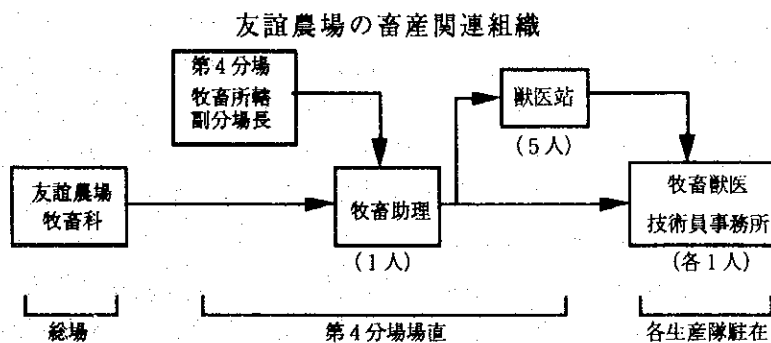 友誼農場の畜産関連組織
第4分場
牧畜所轄
副分場長
獣医站
(5人)
友誼農場
牧畜科
牧畜助理
(1人)
牧畜獣医
技術員事務所
(各1人)
総場
第4分場場直
各生産隊駐在